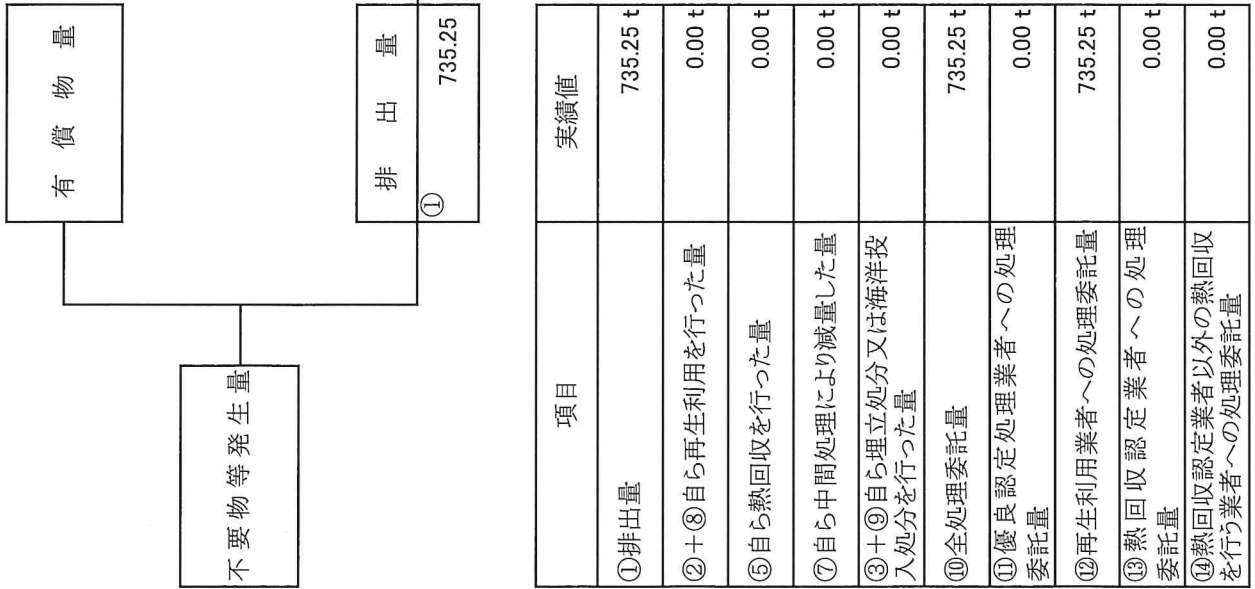 有償物量
不要物等発生量
排出量
① 735.25
項目 実績値
①排出量 735.25 t
②+⑧自ら再生利用を行った量 0.00 t
⑤自ら熱回収を行った量 0.00 t
⑦自ら中間処理により減量した量 0.00 t
③+⑨自ら埋立処分又は海洋投
入処分を行った量 0.00 t
⑩全処理委託量 735.25 t
⑪優良認定処理業者への処理
委託量 0.00 t
⑫再生利用業者への処理委託量 735.25 t
⑬熱回収認定業者への処理
委託量 0.00 t
⑭熱回収認定業者以外の熱回収
を行う業者への処理委託量 0.00 t